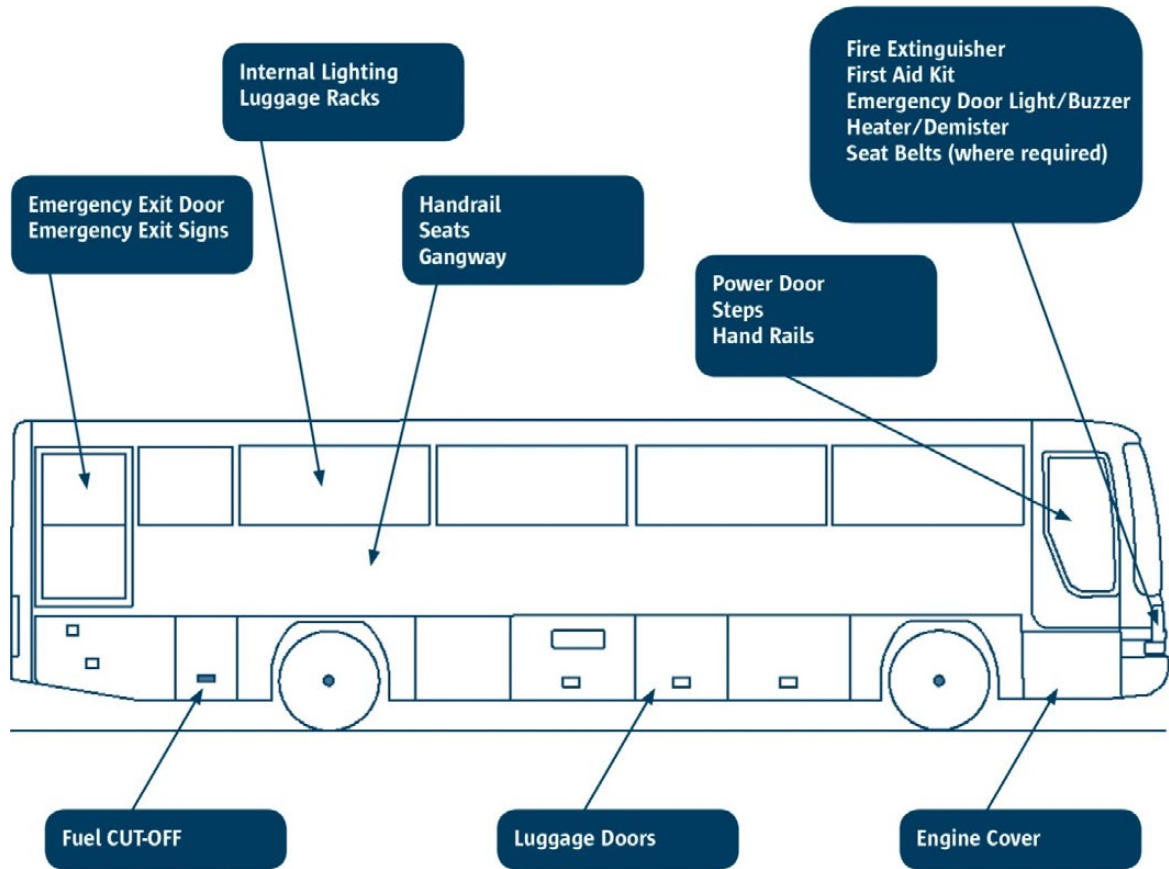 Internal Lighting
Luggage Racks
Fire Extinguisher
First Aid Kit
Emergency Door Light/Buzzer
Heater/Demister
Seat Belts (where required)
Emergency Exit Door
Emergency Exit Signs
Handrail
Seats
Gangway
Power Door
Steps
Hand Rails
Fuel CUT-OFF
Luggage Doors
Engine Cover